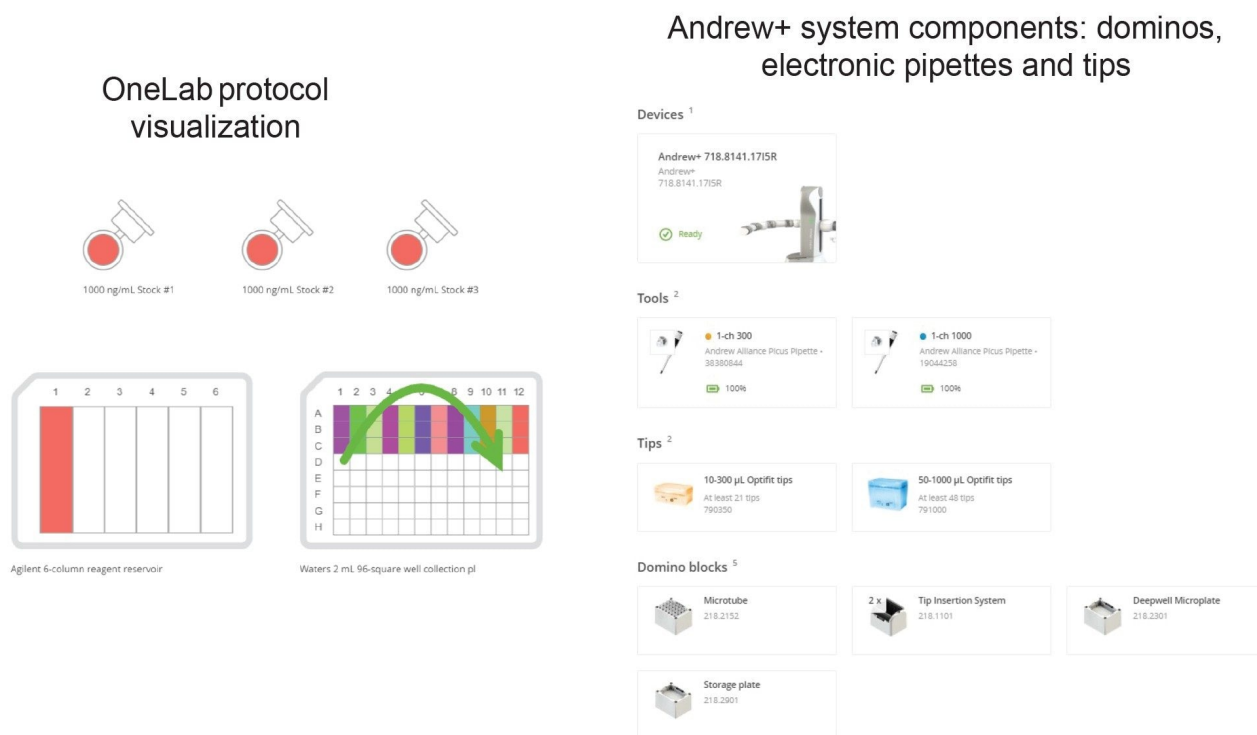 OneLab protocol
visualization
1000 ng/mL Stock #1
1000 ng/mL Stock #2
1000 ng/mL Stock #3
1 2 3 4 5 6
Agilent 6-column reagent reservoir
1 2 3 4 8 9 10 11 12
A
B
C
D
E
F
G
H
Waters 2 mL 96-square well collection pl
Andrew+ system components: dominos,
electronic pipettes and tips
Devices 1
Andrew+ 718.8141.17I5R
Andrew+
718.8141.17I5R
Ready
Tools 2
1-ch 300
Andrew Alliance Picus Pipette -
38380844
100%
1-ch 1000
Andrew Alliance Picus Pipette -
19044258
100%
Tips 2
10-300 µL Optifit tips
At least 21 tips
790350
50-1000 µL Optifit tips
At least 48 tips
791000
Domino blocks 5
Microtube
218.2152
2 x
Tip Insertion System
218.1101
Deepwell Microplate
218.2301
Storage plate
218.2901